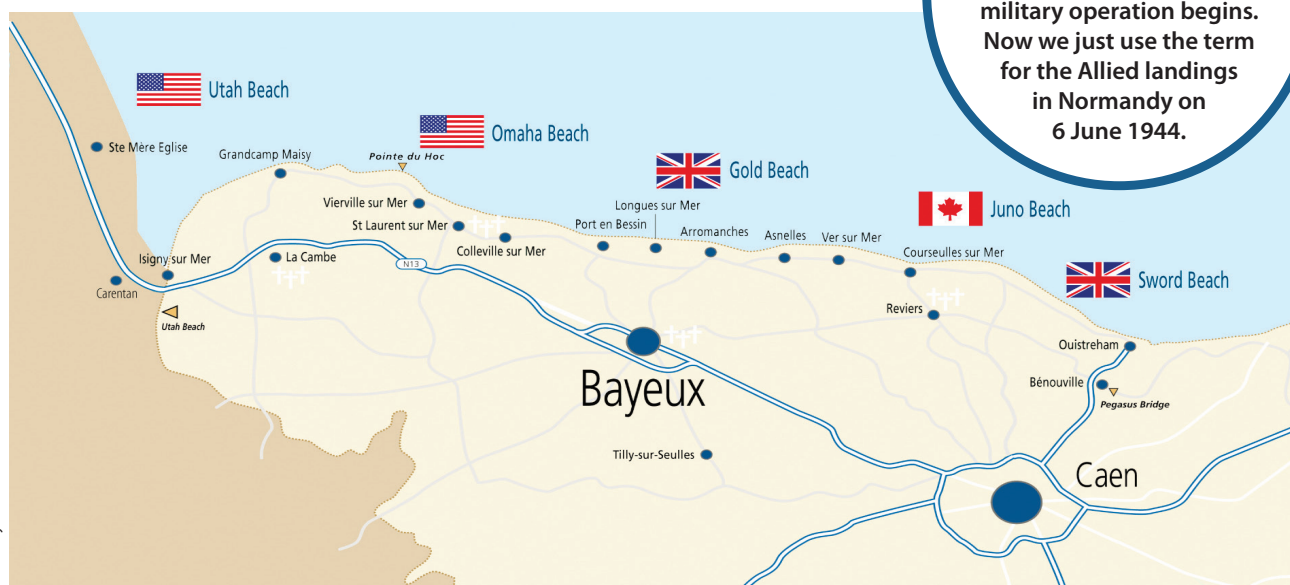 military operation begins.
Now we just use the term
for the Allied landings
in Normandy on
6 June 1944.
Utah Beach
Omaha Beach
Gold Beach
Juno Beach
Sword Beach
Ste Mère Eglise
Grandcamp Maisy
Pointe du Hoc
Vierville sur Mer
St Laurent sur Mer
Colleville sur Mer
Longues sur Mer
Port en Bessin
Arromanches
Asnelles
Ver sur Mer
Courseulles sur Mer
Isigny sur Mer
La Cambe
N13
Carentan
Utah Beach
Reviers
Ouistreham
Bénouville
Pegasus Bridge
Bayeux
Tilly-sur-Seulles
Caen